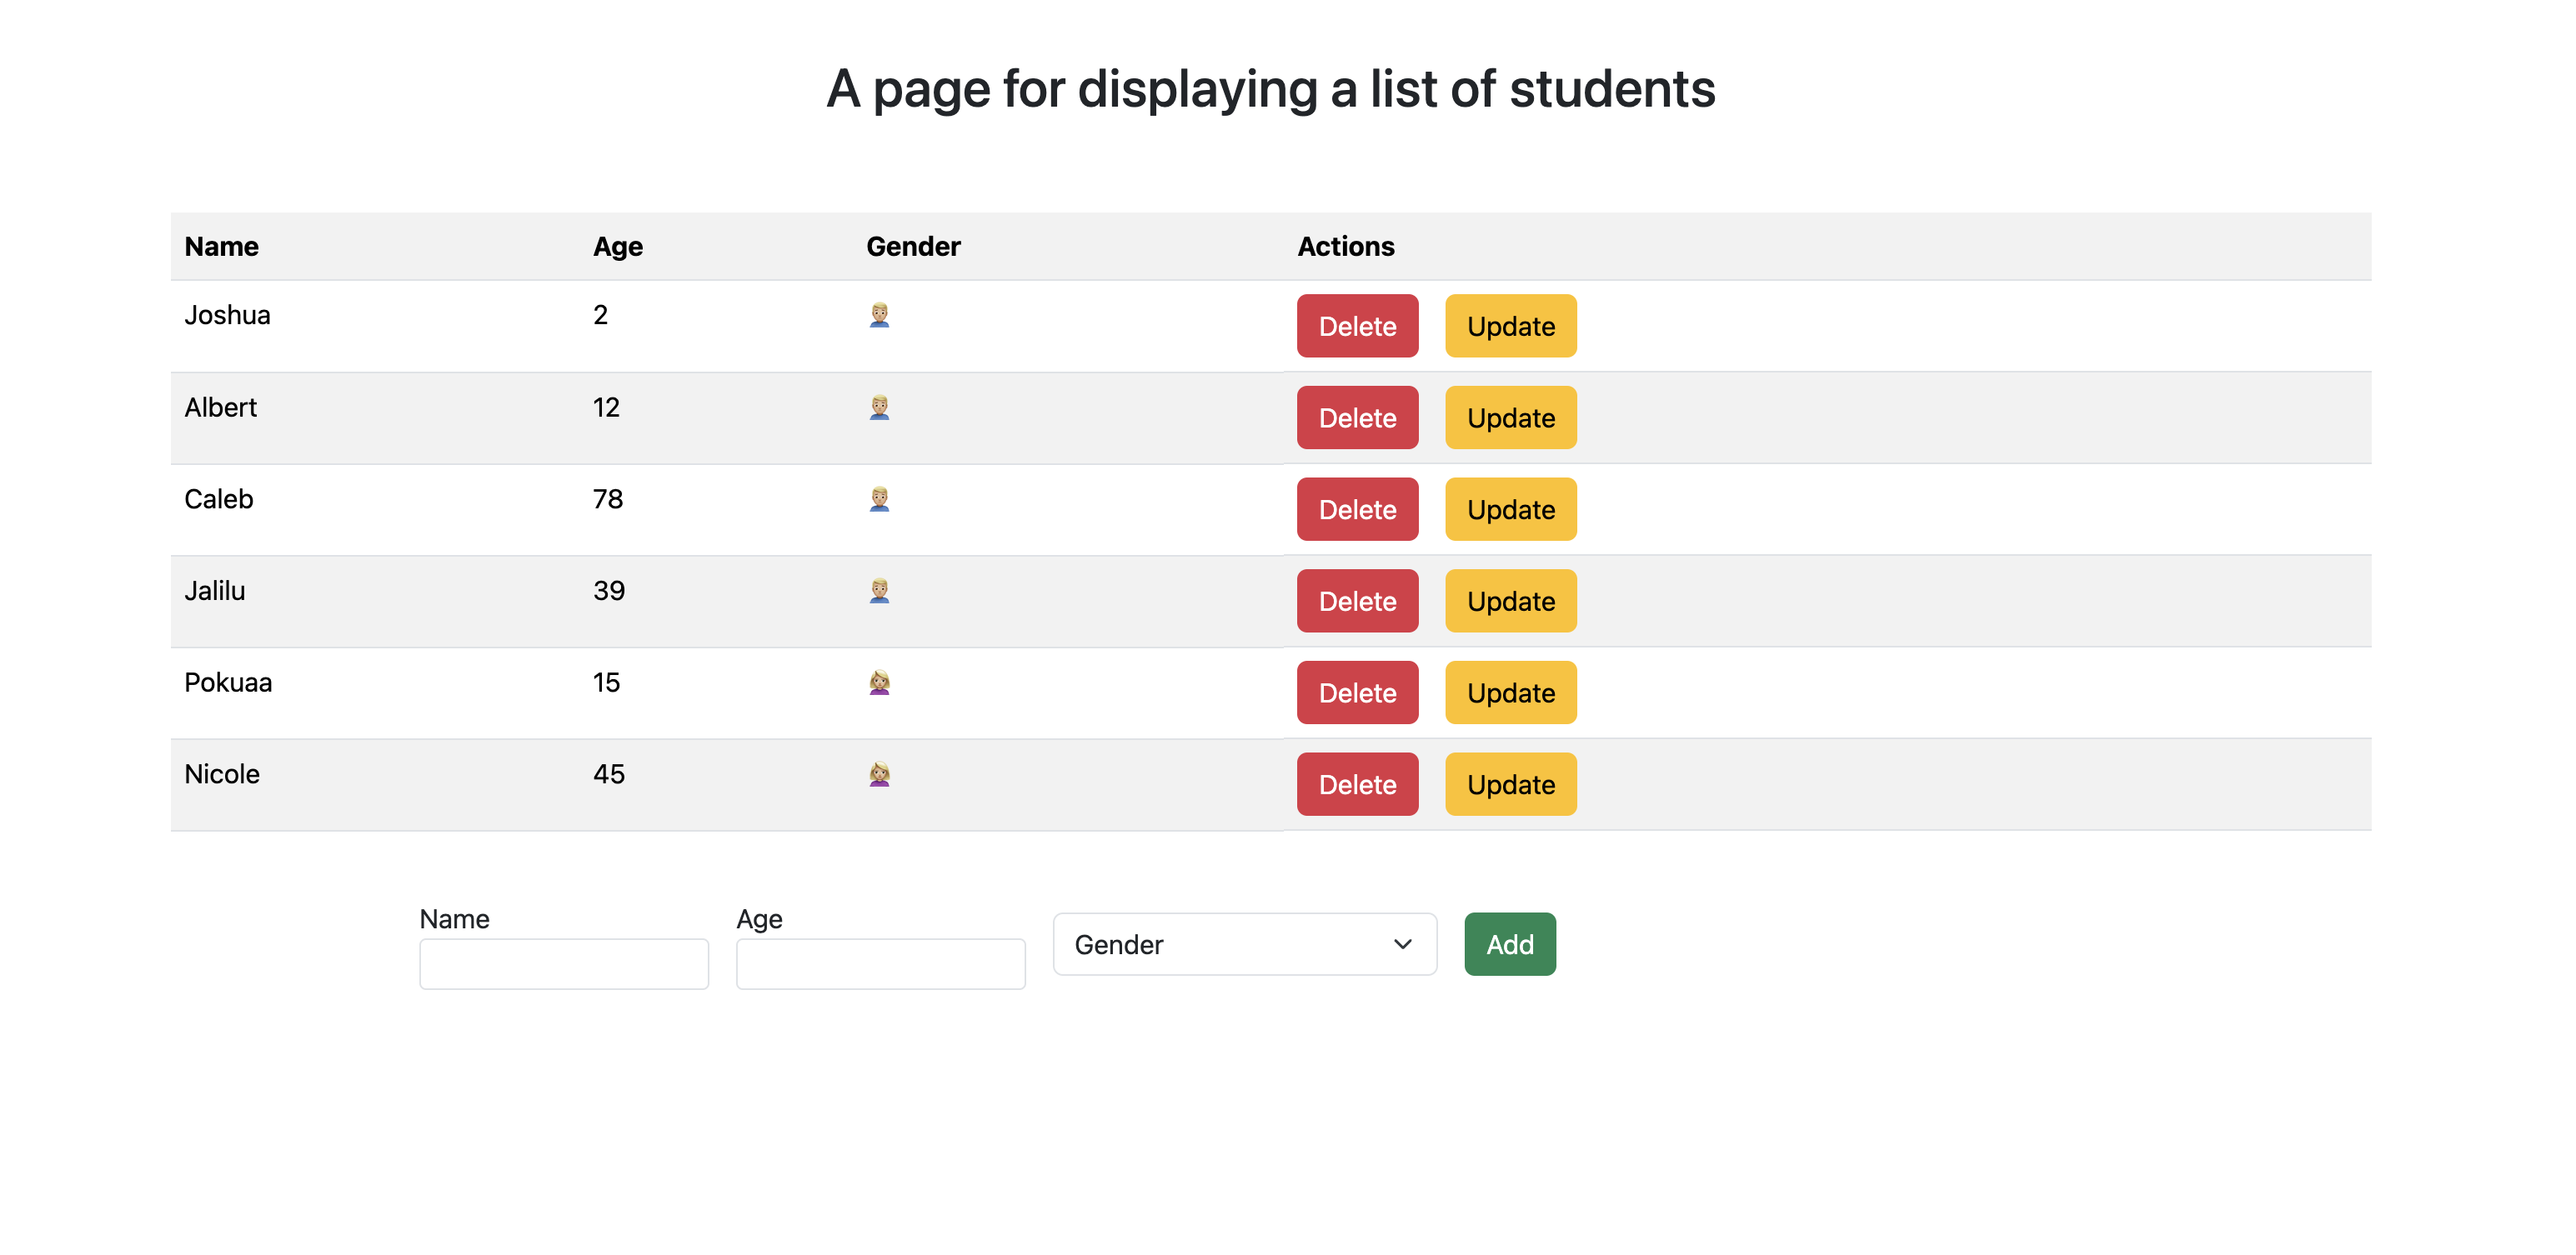 A page for displaying a list of students
Name Age Gender Actions
Joshua 2 Delete Update
Albert 12 Delete Update
Caleb 78 Delete Update
Jalilu 39 Delete Update
Pokuaa 15 Delete Update
Nicole 45 Delete Update
Name Age
Gender Add